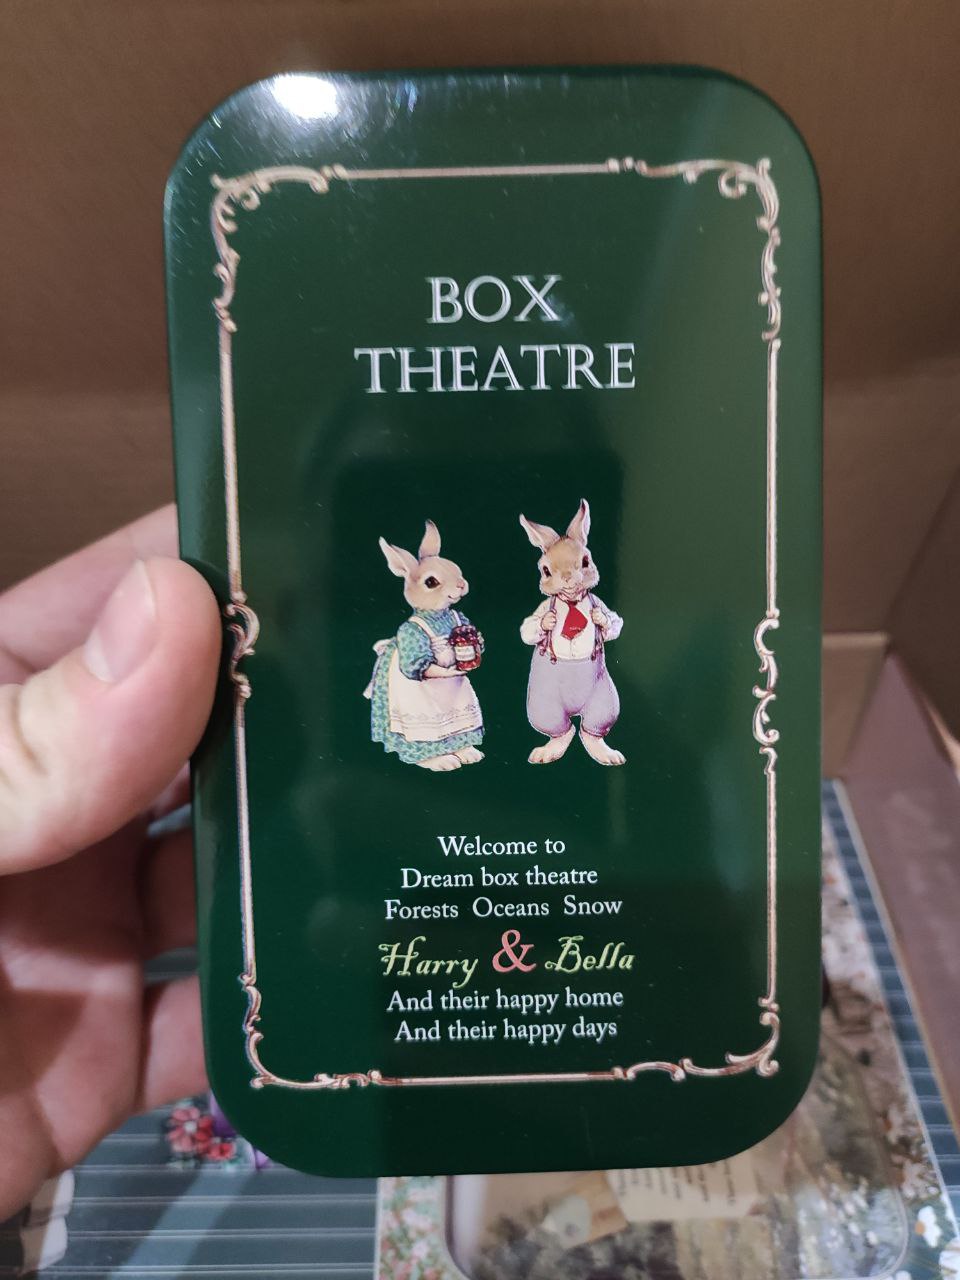 BOX
THEATRE
Welcome to
Dream box theatre
Forests Oceans Snow
Harry & Bella
And their happy home
And their happy days